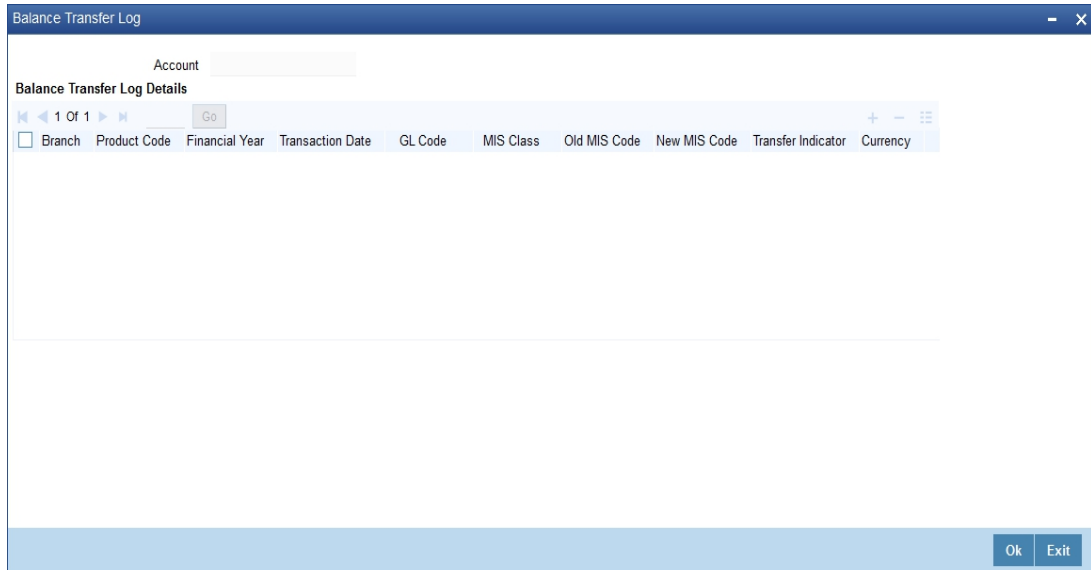 Balance Transfer Log
Account
Balance Transfer Log Details
1 Of 1 Go
Branch Product Code Financial Year Transaction Date GL Code MIS Class Old MIS Code New MIS Code Transfer Indicator Currency
Ok Exit